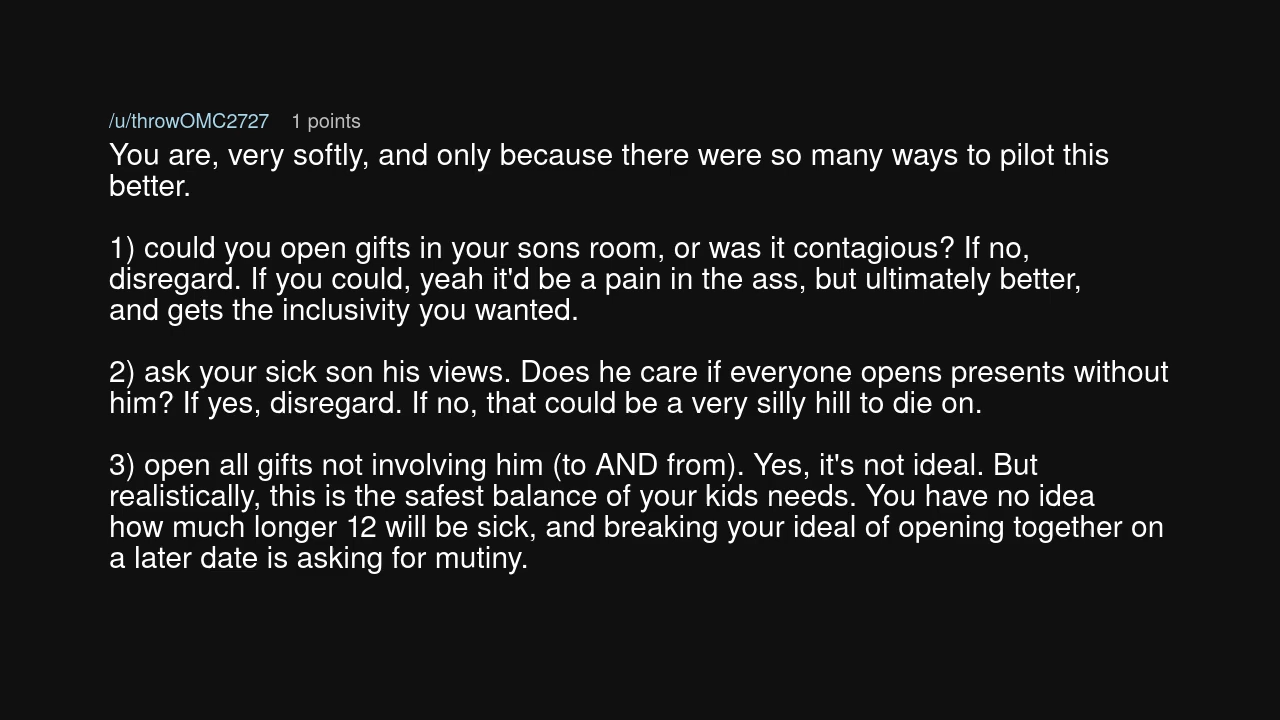 /u/throwOMC2727 1 points
You are, very softly, and only because there were so many ways to pilot this
better.
1) could you open gifts in your sons room, or was it contagious? If no,
disregard. If you could, yeah it'd be a pain in the ass, but ultimately better,
and gets the inclusivity you wanted.
2) ask your sick son his views. Does he care if everyone opens presents without
him? If yes, disregard. If no, that could be a very silly hill to die on.
3) open all gifts not involving him (to AND from). Yes, it's not ideal. But
realistically, this is the safest balance of your kids needs. You have no idea
how much longer 12 will be sick, and breaking your ideal of opening together on
a later date is asking for mutiny.